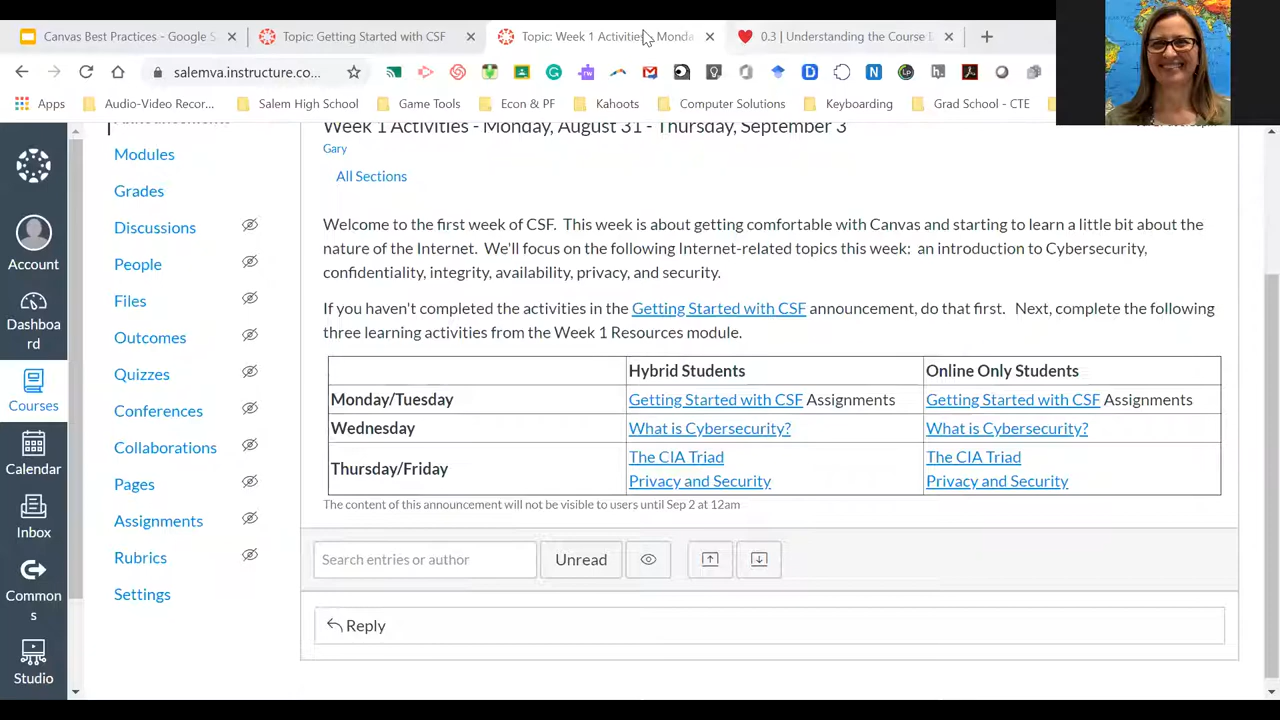 Canvas Best Practices - Google S
Topic: Getting Started with CSF
Topic: Week 1 Activities - Monda
0.3 | Understanding the Course D
salemva.instructure.co...
Apps
Audio-Video Recor...
Salem High School
Game Tools
Econ & PF
Kahoots
Computer Solutions
Keyboarding
Grad School - CTE
Account
Dashboa
rd
Courses
Calendar
Inbox
Common
s
Studio
Announcements
Modules
Grades
Discussions
People
Files
Outcomes
Quizzes
Conferences
Collaborations
Pages
Assignments
Rubrics
Settings
Week 1 Activities - Monday, August 31 - Thursday, September 3
Gary
All Sections
Welcome to the first week of CSF. This week is about getting comfortable with Canvas and starting to learn a little bit about the
nature of the Internet. We'll focus on the following Internet-related topics this week: an introduction to Cybersecurity,
confidentiality, integrity, availability, privacy, and security.
If you haven't completed the activities in the Getting Started with CSF announcement, do that first. Next, complete the following
three learning activities from the Week 1 Resources module.
Hybrid Students Online Only Students
Monday/Tuesday Getting Started with CSF Assignments Getting Started with CSF Assignments
Wednesday What is Cybersecurity? What is Cybersecurity?
Thursday/Friday The CIA Triad The CIA Triad
Privacy and Security Privacy and Security
The content of this announcement will not be visible to users until Sep 2 at 12am
Search entries or author
Unread
Reply